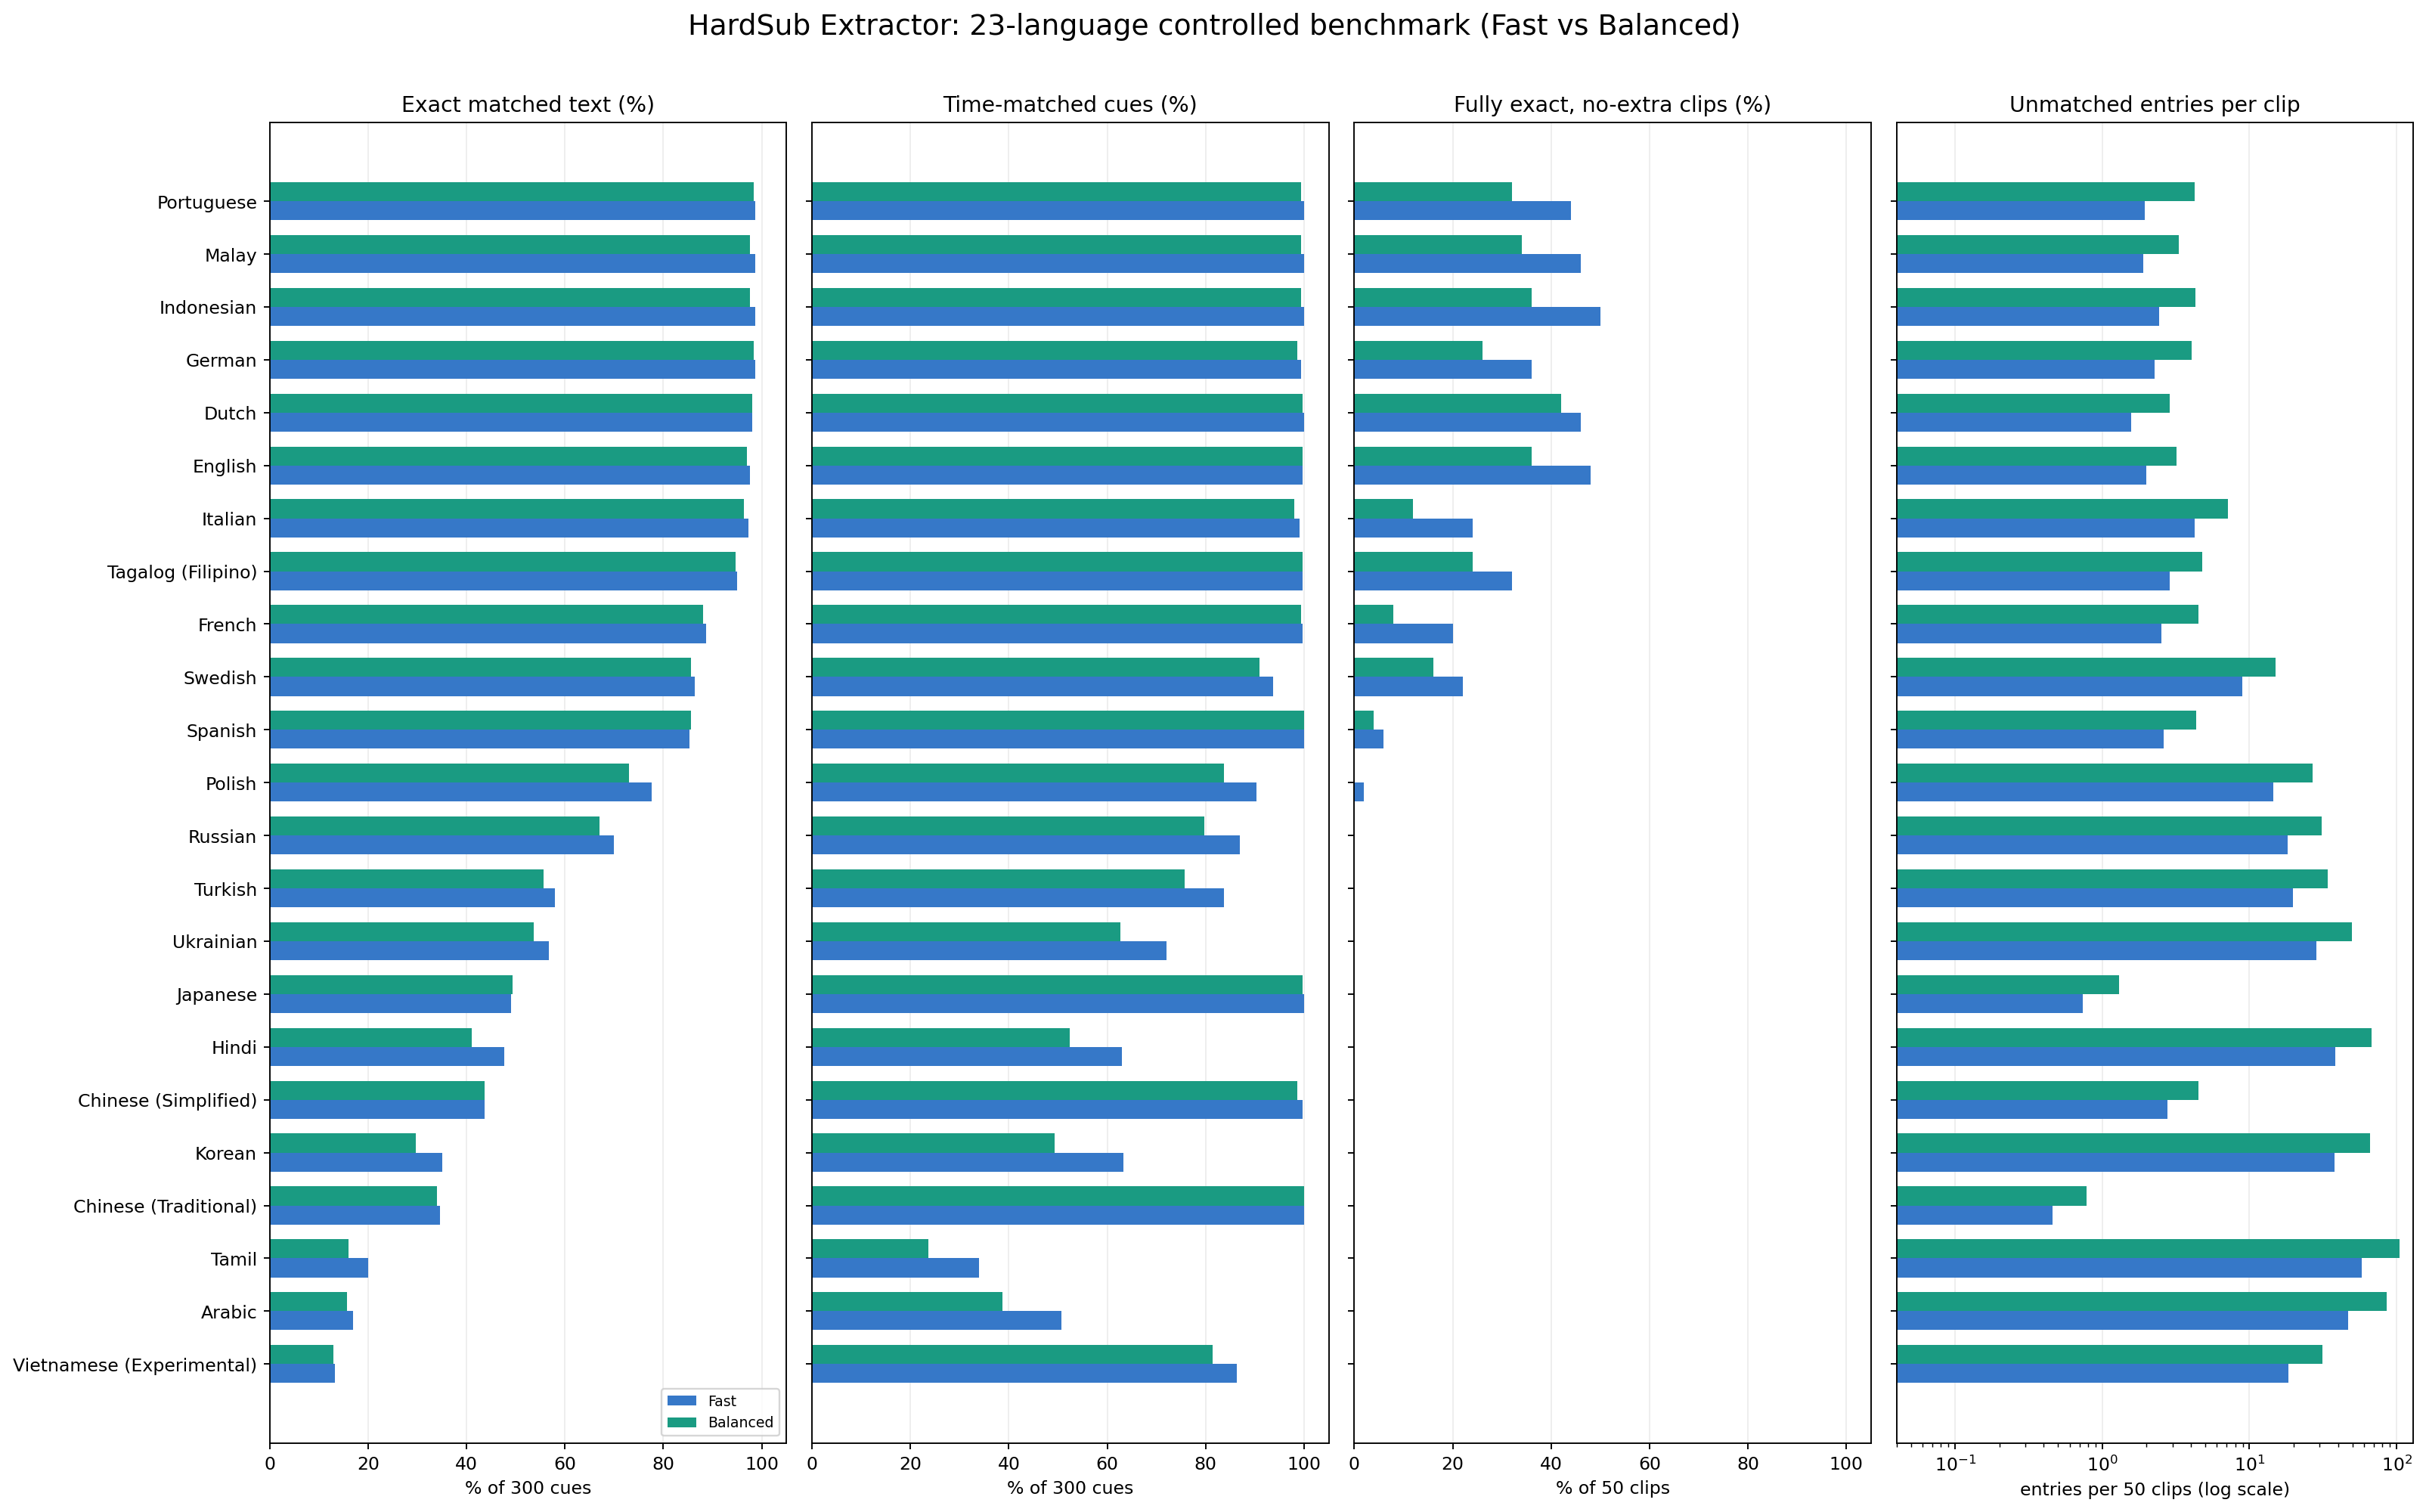 HardSub Extractor: 23-language controlled benchmark (Fast vs Balanced)
Exact matched text (%)
Time-matched cues (%)
Fully exact, no-extra clips (%)
Unmatched entries per clip
Portuguese
Malay
Indonesian
German
Dutch
English
Italian
Tagalog (Filipino)
French
Swedish
Spanish
Polish
Russian
Turkish
Ukrainian
Japanese
Hindi
Chinese (Simplified)
Korean
Chinese (Traditional)
Tamil
Arabic
Vietnamese (Experimental)
Fast
Balanced
0 20 40 60 80 100
0 20 40 60 80 100
0 20 40 60 80 100
10⁻¹ 10⁰ 10¹ 10²
% of 300 cues
% of 300 cues
% of 50 clips
entries per 50 clips (log scale)